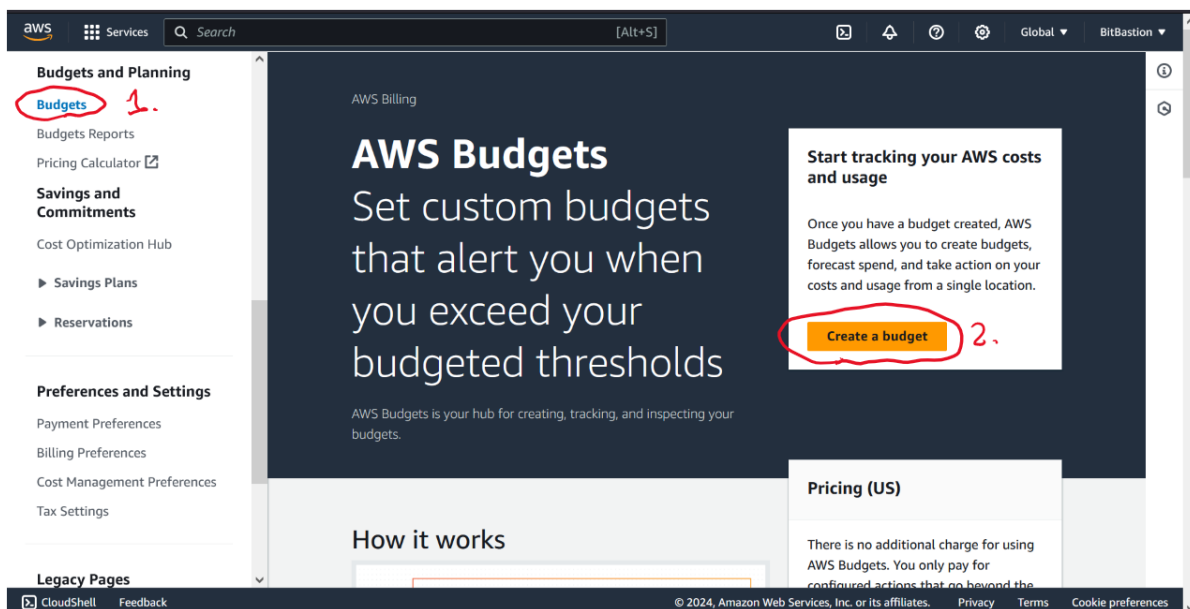 aws
Services
Search
[Alt+S]
Global
BitBastion
Budgets and Planning
Budgets
1.
Budgets Reports
Pricing Calculator
Savings and
Commitments
Cost Optimization Hub
Savings Plans
Reservations
Preferences and Settings
Payment Preferences
Billing Preferences
Cost Management Preferences
Tax Settings
Legacy Pages
AWS Billing
AWS Budgets
Set custom budgets
that alert you when
you exceed your
budgeted thresholds
AWS Budgets is your hub for creating, tracking, and inspecting your
budgets.
Start tracking your AWS costs
and usage
Once you have a budget created, AWS
Budgets allows you to create budgets,
forecast spend, and take action on your
costs and usage from a single location.
Create a budget
2.
How it works
Pricing (US)
There is no additional charge for using
AWS Budgets. You only pay for
configured actions that go beyond the
CloudShell
Feedback
© 2024, Amazon Web Services, Inc. or its affiliates.
Privacy
Terms
Cookie preferences